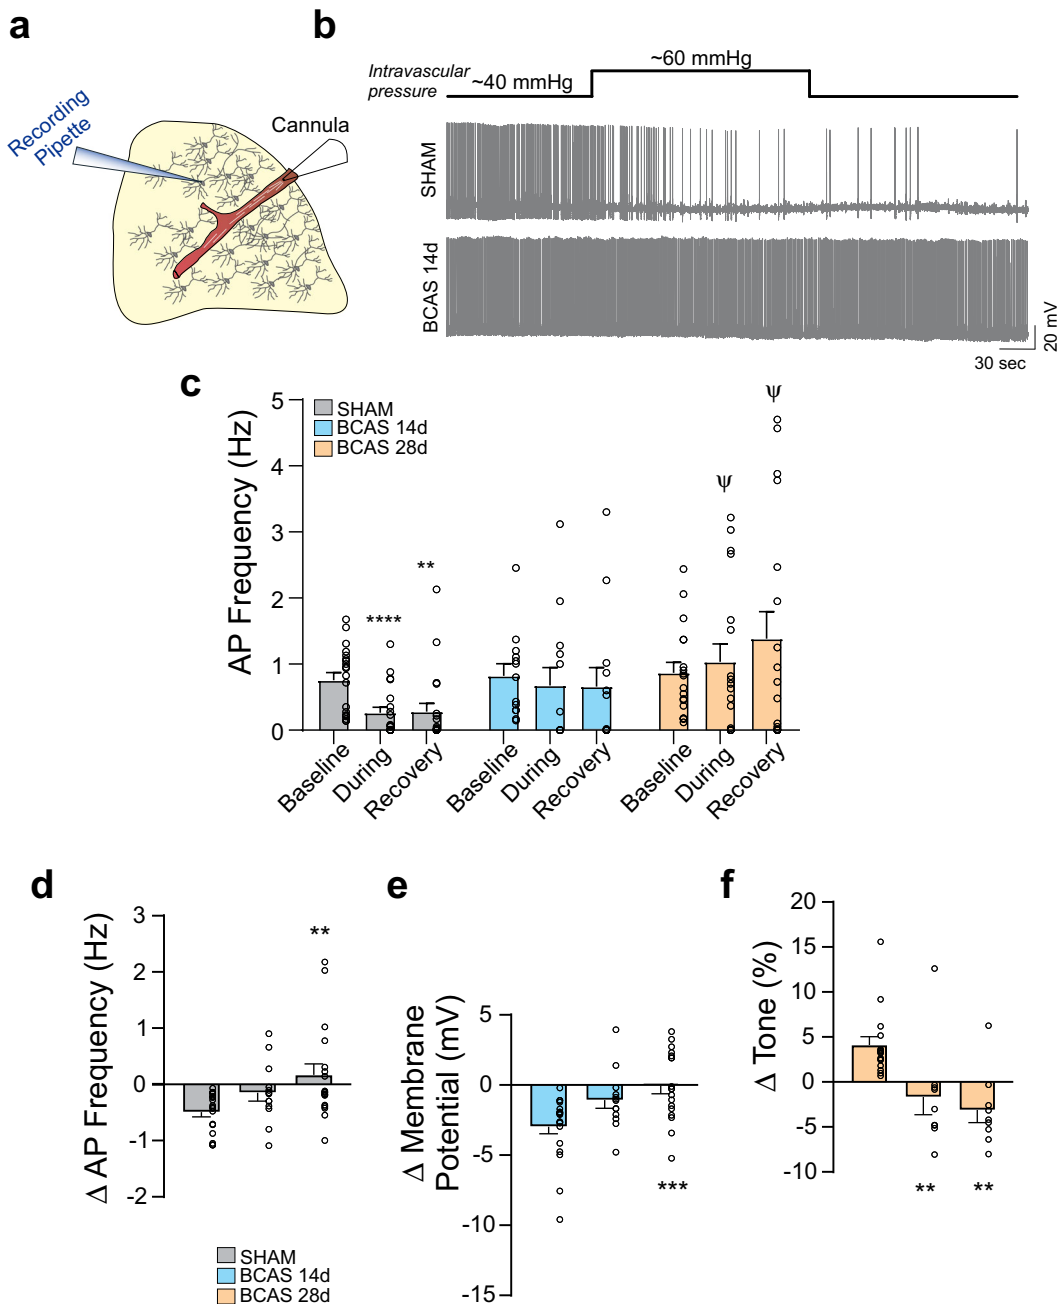 a
Recording
Pipette
Cannula
b
Intravascular
pressure
~40 mmHg
~60 mmHg
SHAM
BCAS 14d
20 mV
30 sec
c
AP Frequency (Hz)
5
4
3
2
1
0
SHAM
BCAS 14d
BCAS 28d
****
**
ψ
ψ
Baseline
During
Recovery
Baseline
During
Recovery
Baseline
During
Recovery
d
Δ AP Frequency (Hz)
3
2
1
0
-1
-2
**
SHAM
BCAS 14d
BCAS 28d
e
Δ Membrane
Potential (mV)
5
0
-5
-10
-15
***
f
Δ Tone (%)
20
15
10
5
0
-5
-10
**
**